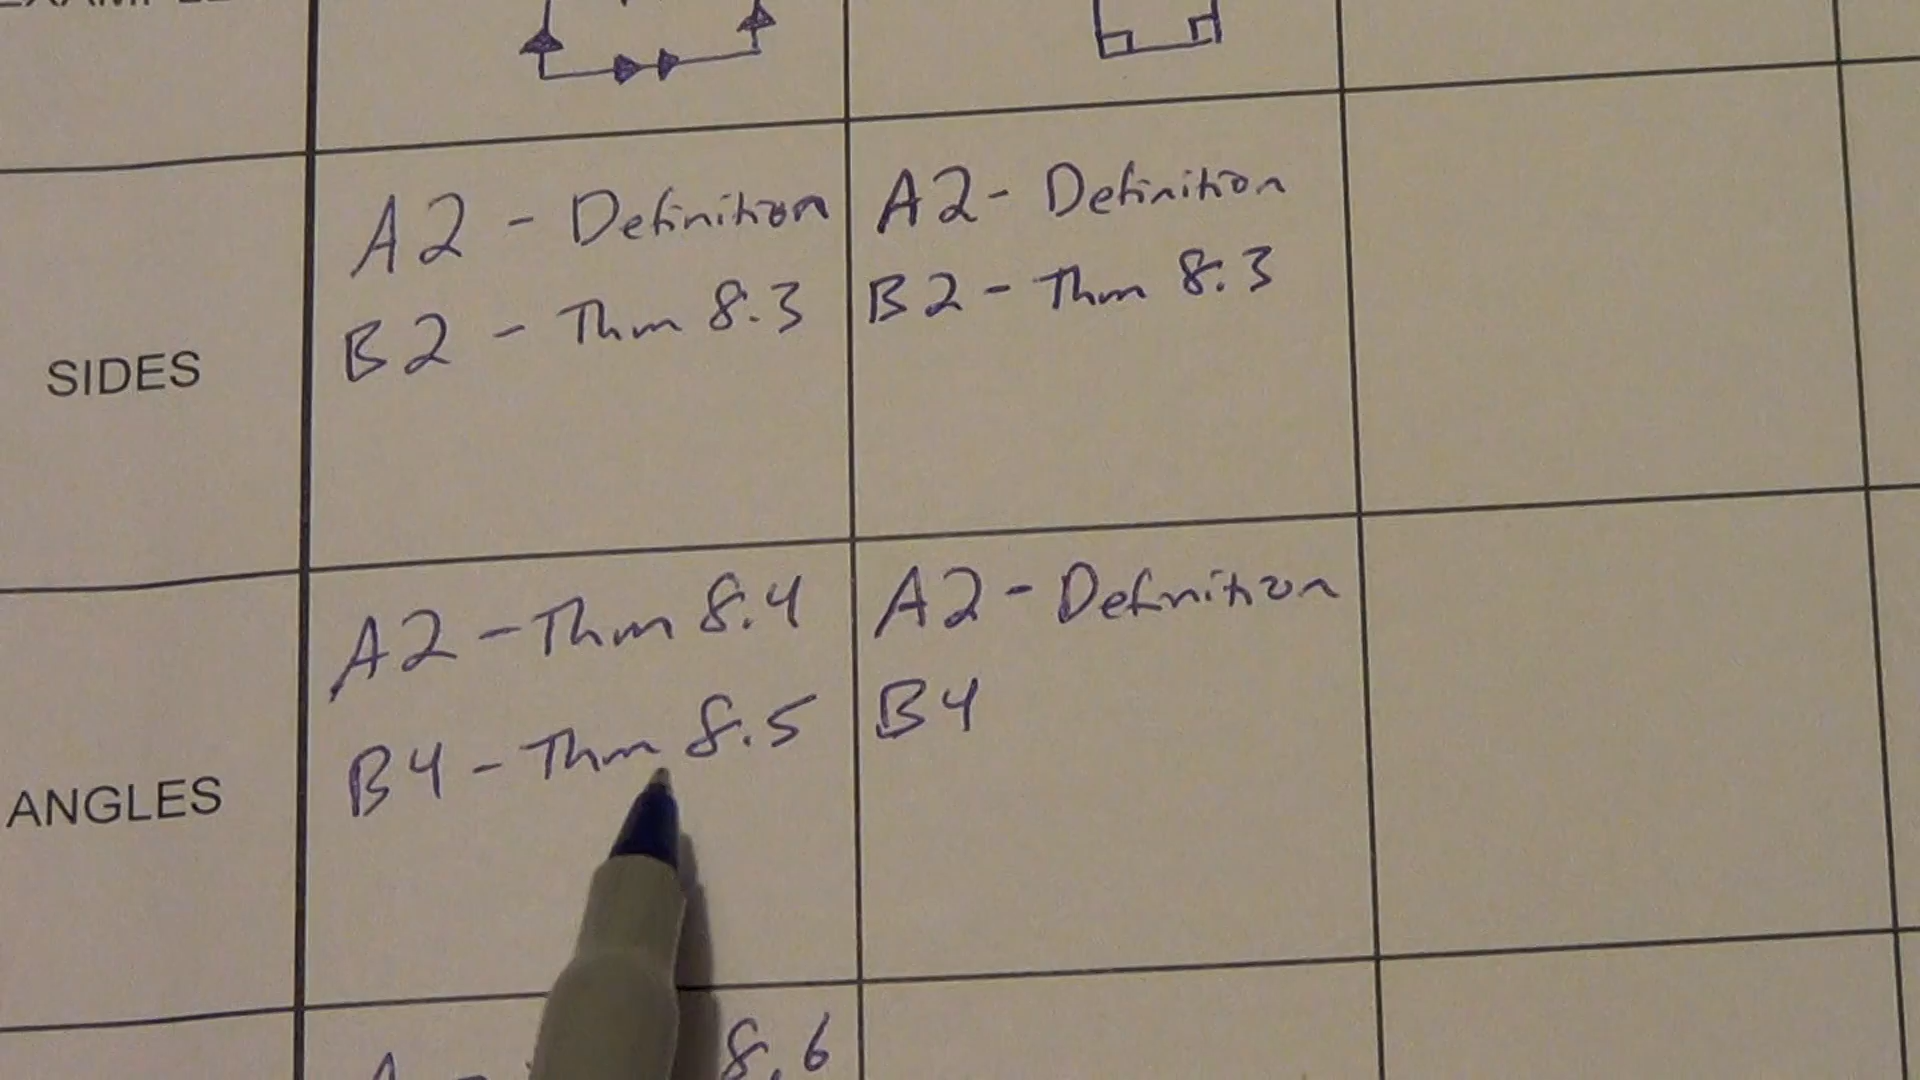 SIDES
A2 - Definition
B2 - Thm 8.3
A2 - Definition
B2 - Thm 8.3
ANGLES
A2 - Thm 8.4
B4 - Thm 8.5
A2 - Definition
B4
8.6